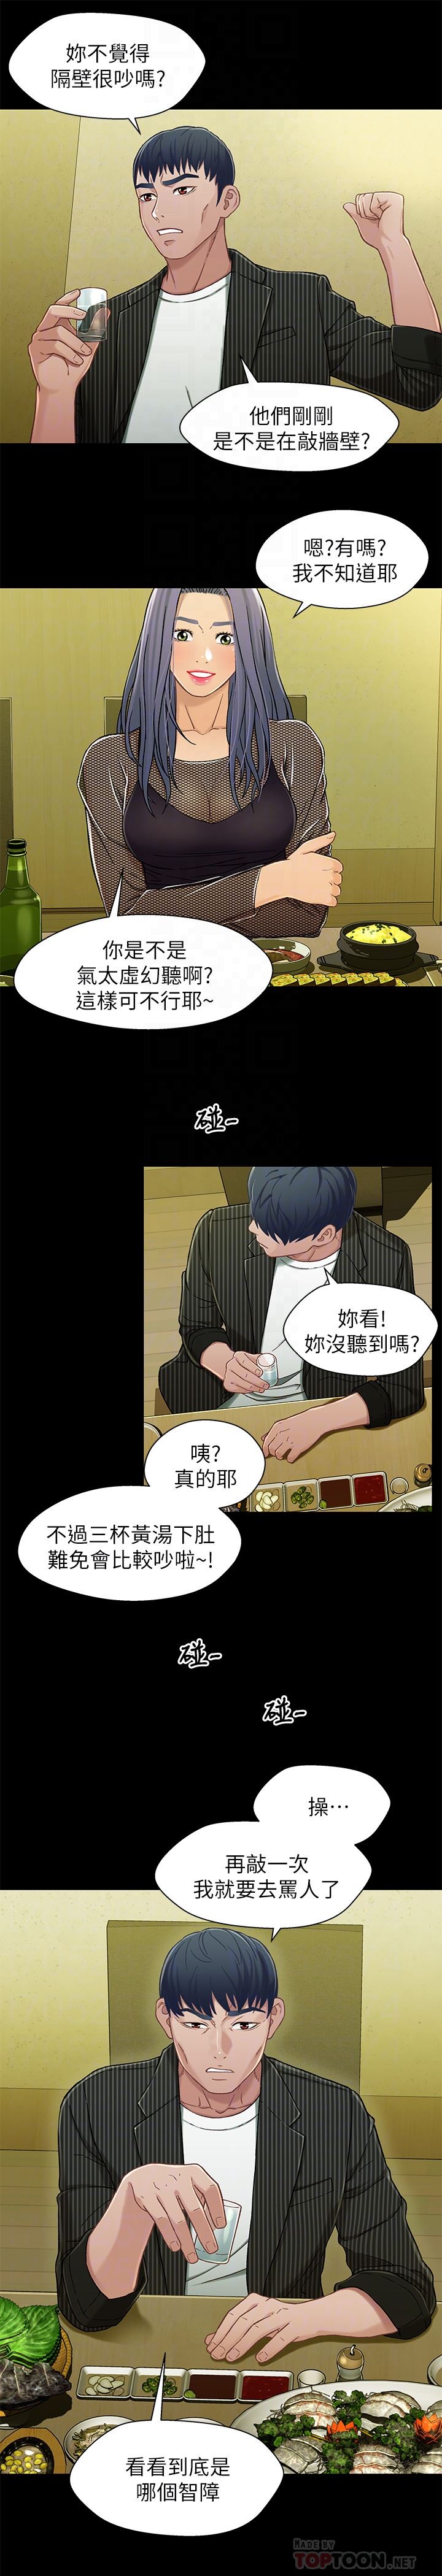 妳不覺得
隔壁很吵嗎?
他們剛剛
是不是在敲牆壁?
嗯?有嗎?
我不知道耶
你是不是
氣太虛幻聽啊?
這樣可不行耶~
碰-
妳看!
妳沒聽到嗎?
咦?
真的耶
不過三杯黃湯下肚
難免會比較吵啦~!
碰-
碰-
操…
再敲一次
我就要去罵人了
看看到底是
哪個智障
MADE BY
TOPTOON.NET